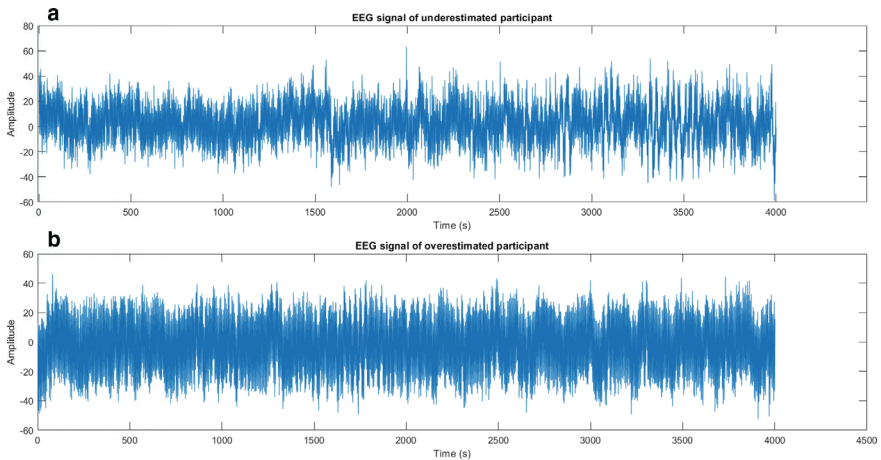 a
EEG signal of underestimated participant
80
60
40
20
0
-20
-40
-60
Amplitude
0 500 1000 1500 2000 2500 3000 3500 4000
Time (s)
b
EEG signal of overestimated participant
60
40
20
0
-20
-40
-60
Amplitude
0 500 1000 1500 2000 2500 3000 3500 4000 4500
Time (s)